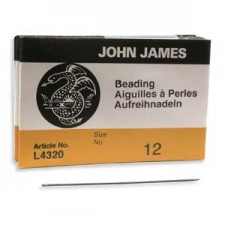 JOHN JAMES
Beading
Aiguilles à Perles
Aufreihnadeln
Article No.
L4320
Size
No
12